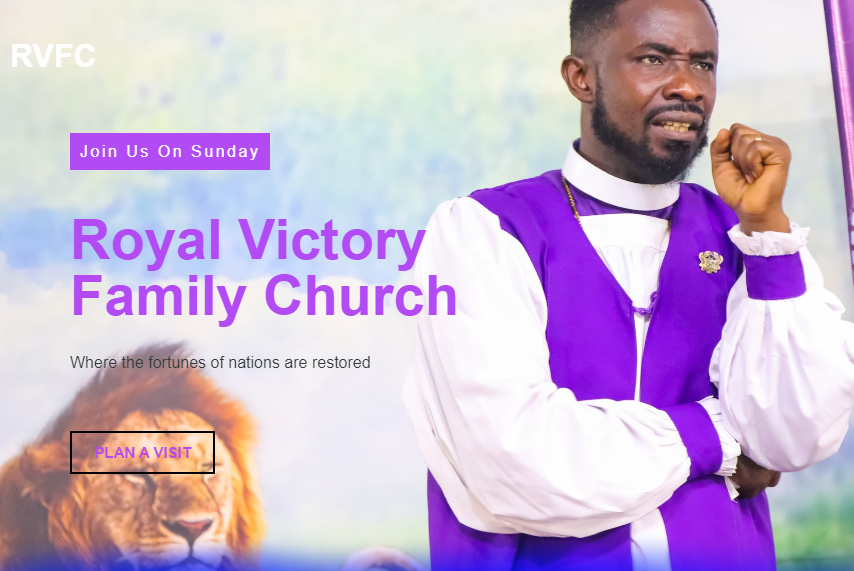 RVFC
Join Us On Sunday
Royal Victory
Family Church
Where the fortunes of nations are restored
PLAN A VISIT